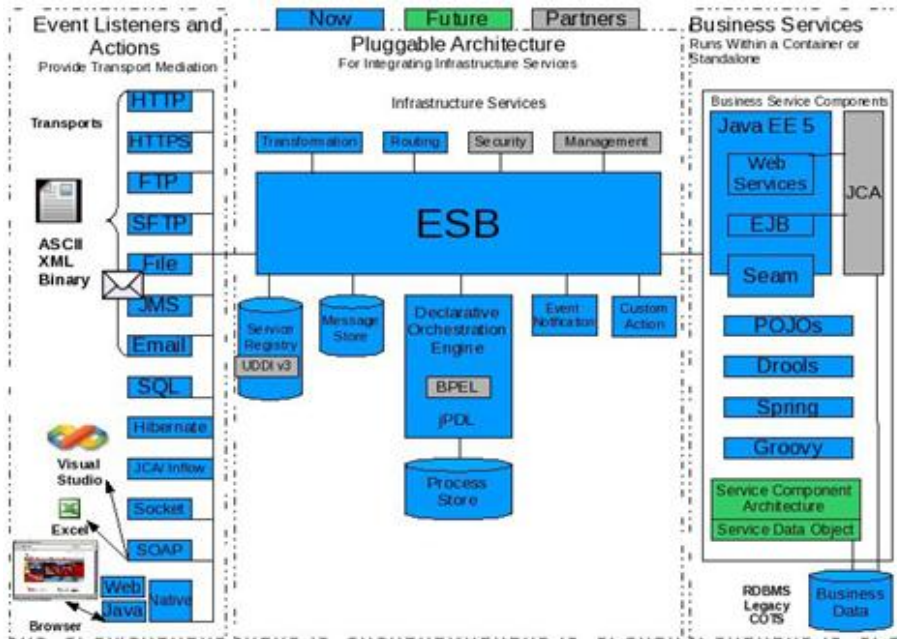 Now
Future
Partners
Event Listeners and
Actions
Provide Transport Mediation
Transports
ASCII
XML
Binary
HTTP
HTTPS
FTP
SFTP
File
JMS
Email
SQL
Hibernate
JCA/ Inflow
Socket
SOAP
Web
Java
Native
Visual
Studio
Excel
Browser
Pluggable Architecture
For Integrating Infrastructure Services
Infrastructure Services
Transformation
Routing
Security
Management
ESB
Service
Registry
UDDI v3
Message
Store
Declarative
Orchestration
Engine
BPEL
jPDL
Process
Store
Event
Notification
Custom
Action
Business Services
Runs Within a Container or
Standalone
Business Service Components
Java EE 5
Web
Services
EJB
Seam
JCA
POJOs
Drools
Spring
Groovy
Service Component
Architecture
Service Data Object
RDBMS
Legacy
COTS
Business
Data